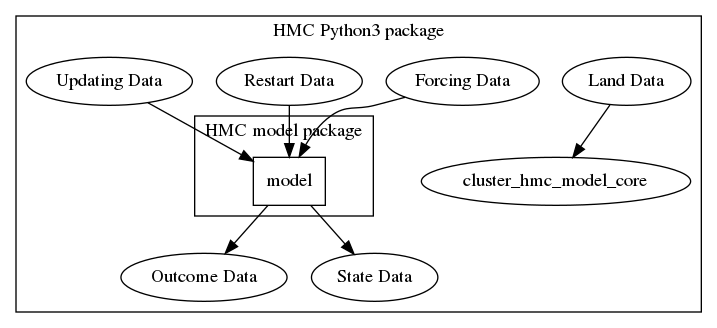 HMC Python3 package
Updating Data
Restart Data
Forcing Data
Land Data
HMC model package
model
cluster_hmc_model_core
Outcome Data
State Data